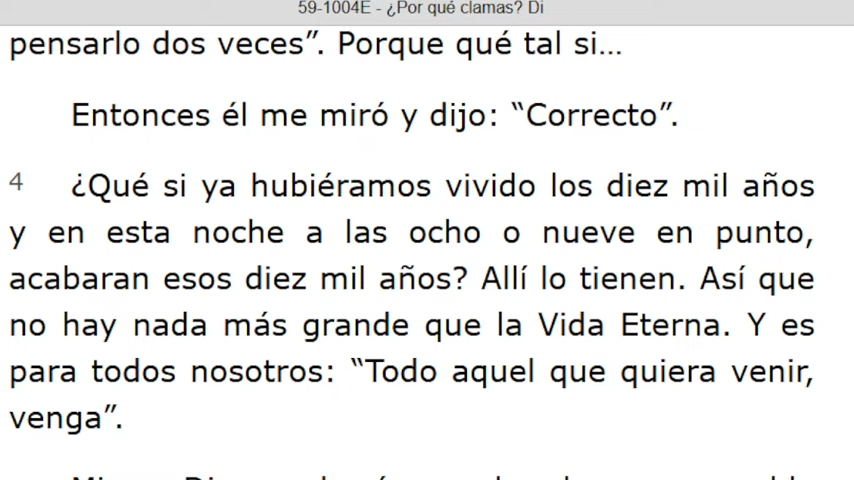 59-1004E - ¿Por qué clamas? Di
pensarlo dos veces”. Porque qué tal si...
Entonces él me miró y dijo: “Correcto”.
4 ¿Qué si ya hubiéramos vivido los diez mil años
y en esta noche a las ocho o nueve en punto,
acabaran esos diez mil años? Allí lo tienen. Así que
no hay nada más grande que la Vida Eterna. Y es
para todos nosotros: “Todo aquel que quiera venir,
venga”.